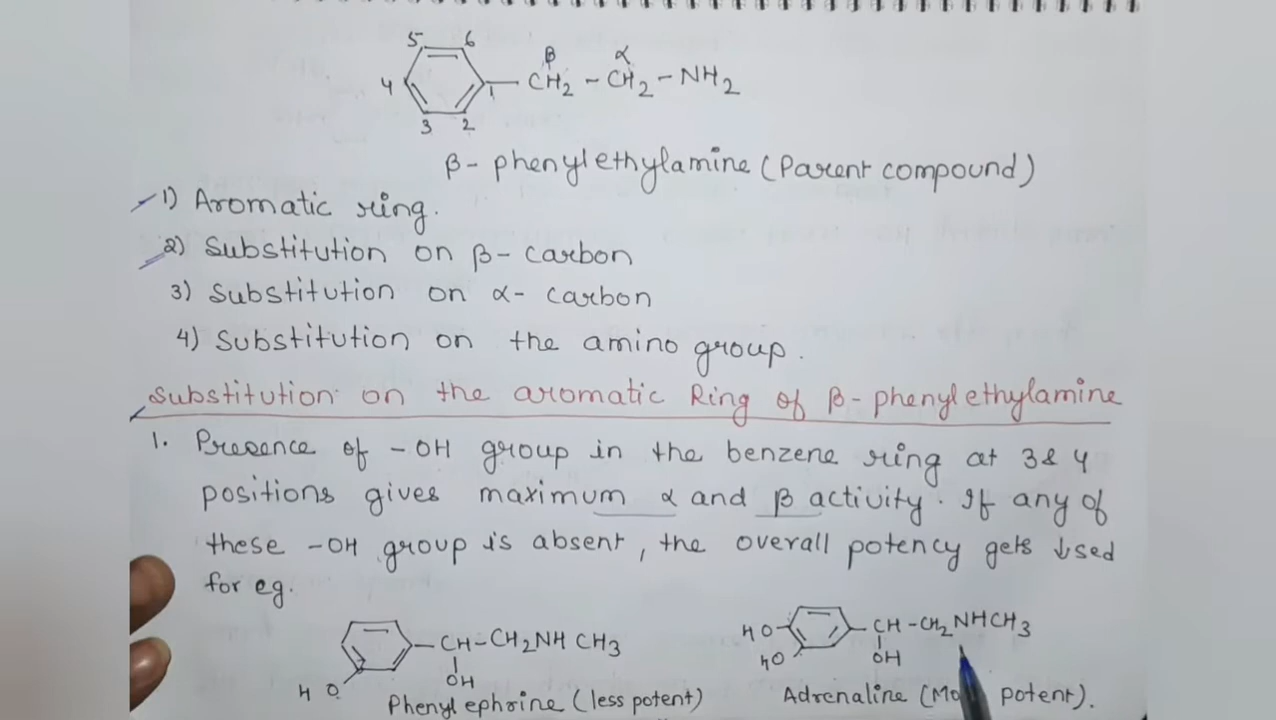 5 6
β α
4 1 CH2 - CH2 - NH2
3 2
β- phenylethylamine (Parent compound)
1) Aromatic ring.
2) Substitution on β- carbon
3) Substitution on α- carbon
4) Substitution on the amino group.
Substitution on the aromatic Ring of β-phenylethylamine
1. Presence of -OH group in the benzene ring at 3 & 4
positions gives maximum α and β activity. If any of
these -OH group is absent, the overall potency gets ↓sed
for eg.
CH-CH2NH CH3
HO OH
Phenyl ephrine (less potent)
HO CH -CH2NHCH3
HO OH
Adrenaline (Mo potent).